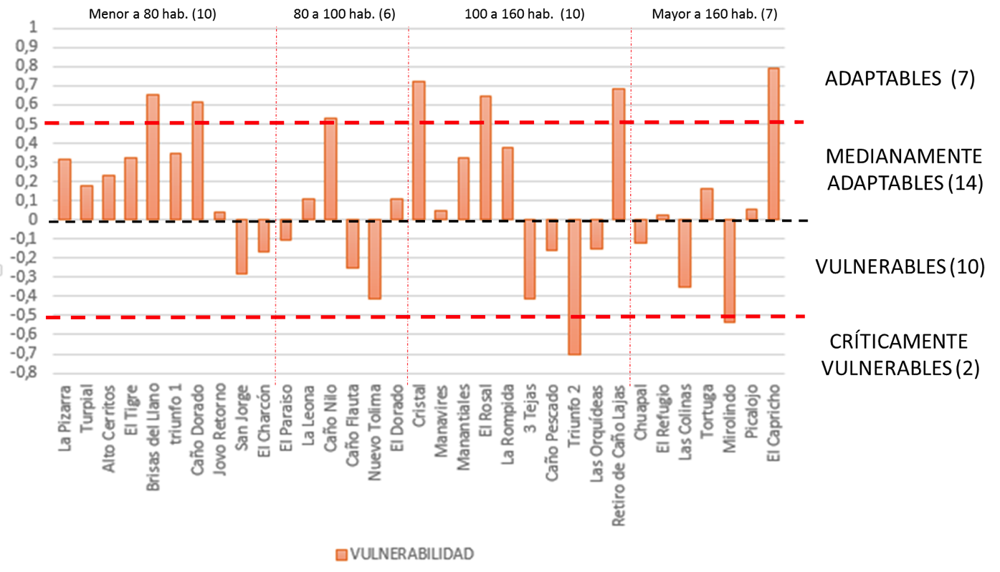 Menor a 80 hab. (10)
80 a 100 hab. (6)
100 a 160 hab. (10)
Mayor a 160 hab. (7)
1
0,9
0,8
0,7
0,6
0,5
0,4
0,3
0,2
0,1
0
-0,1
-0,2
-0,3
-0,4
-0,5
-0,6
-0,7
-0,8
ADAPTABLES (7)
MEDIANAMENTE
ADAPTABLES (14)
VULNERABLES (10)
CRÍTICAMENTE
VULNERABLES (2)
La Pizarra
Turpial
Alto Cerritos
El Tigre
Brisas del Llano
triunfo 1
Caño Dorado
Jovo Retorno
San Jorge
El Charcón
El Paraiso
La Leona
Caño Nilo
Caño Flauta
Nuevo Tolima
El Dorado
Cristal
Manavires
Manantiales
El Rosal
La Rompida
3 Tejas
Caño Pescado
Triunfo 2
Las Orquídeas
Retiro de Caño Lajas
Chuapal
El Refugio
Las Colinas
Tortuga
Mirolindo
Picalojo
El Capricho
VULNERABILIDAD